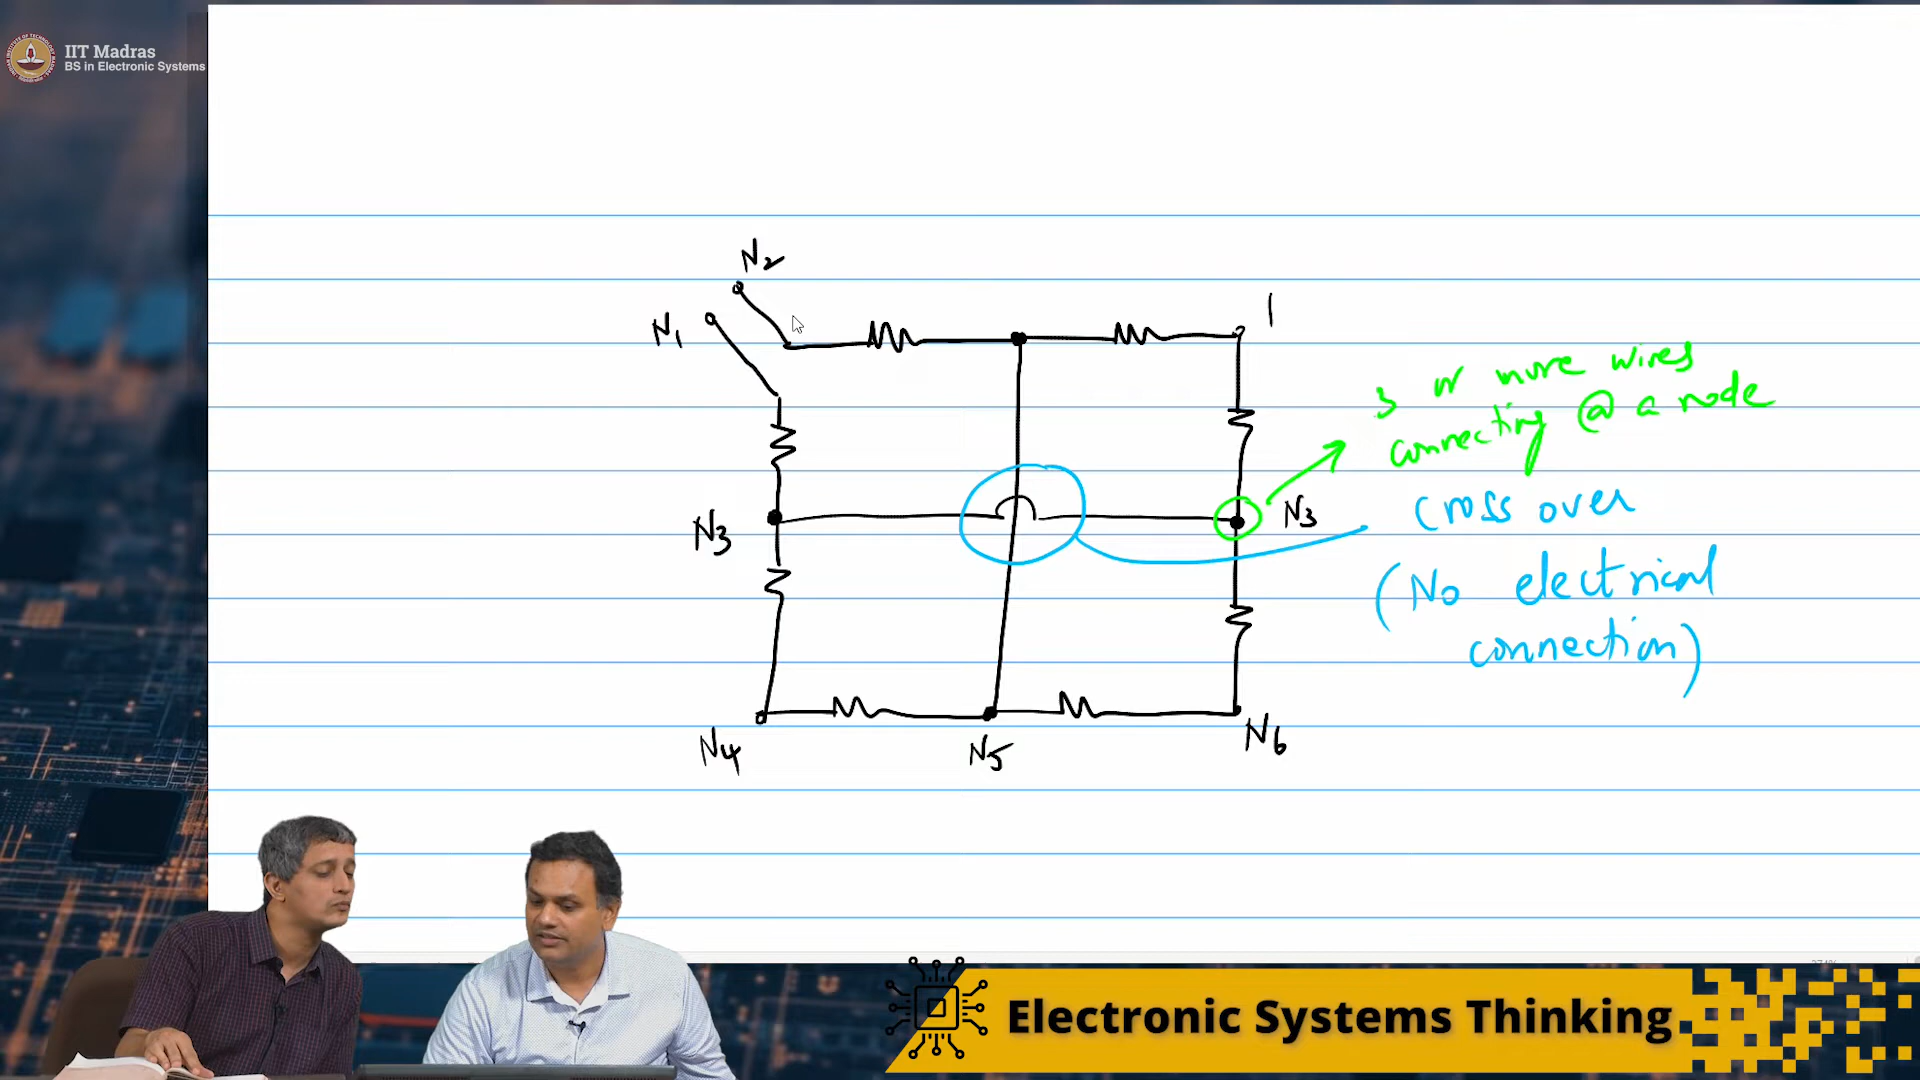 IIT Madras
BS in Electronic Systems
N2
N1
1
3 or more wires
connecting @ a node
N3
N3
Cross over
(No electrical
connection)
N4
N5
N6
Electronic Systems Thinking